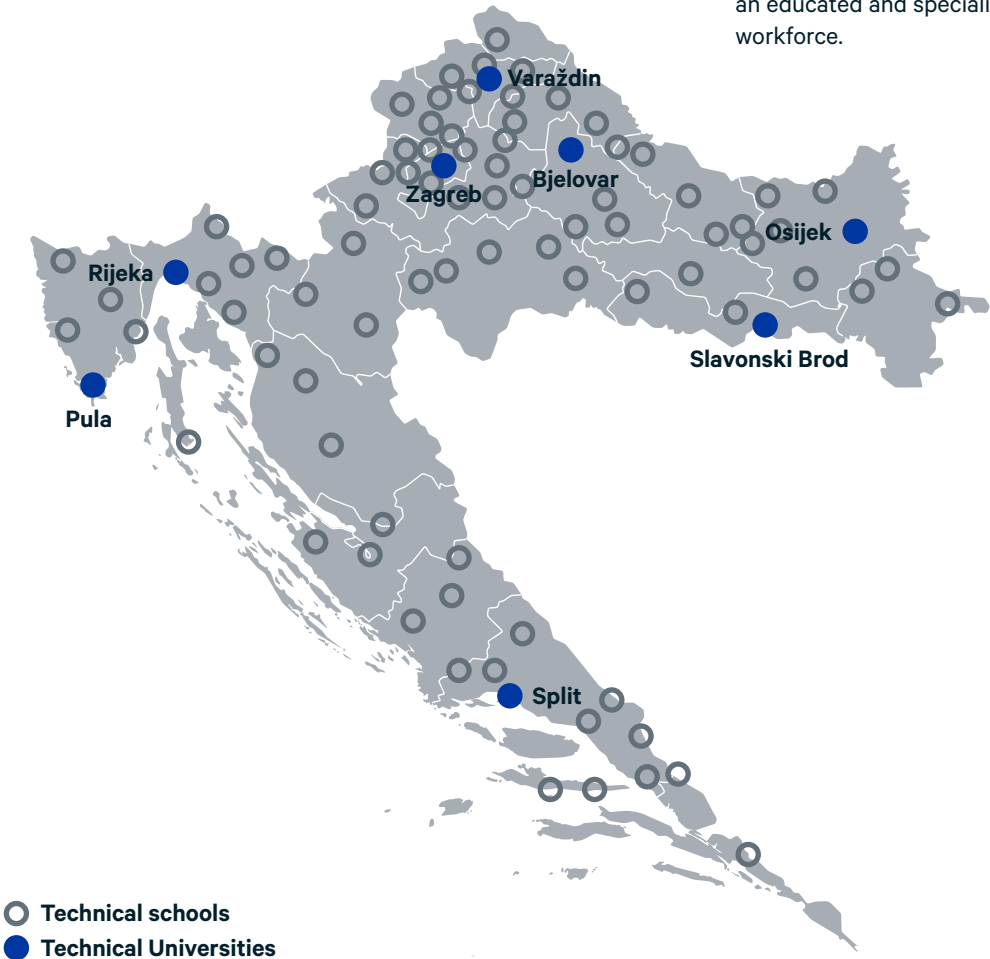 an educated and speciali
workforce.
Varaždin
Bjelovar
Zagreb
Osijek
Rijeka
Slavonski Brod
Pula
Split
Technical schools
Technical Universities